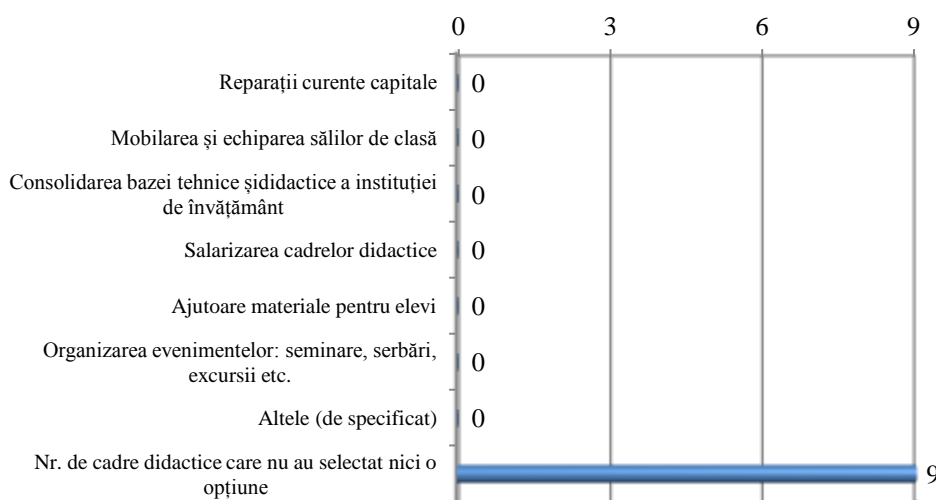 0 3 6 9
Reparații curente capitale 0
Mobilarea și echiparea sălilor de clasă 0
Consolidarea bazei tehnice șididactice a instituției
de învățământ 0
Salarizarea cadrelor didactice 0
Ajutoare materiale pentru elevi 0
Organizarea evenimentelor: seminare, serbări,
excursii etc. 0
Altele (de specificat) 0
Nr. de cadre didactice care nu au selectat nici o
opțiune 9